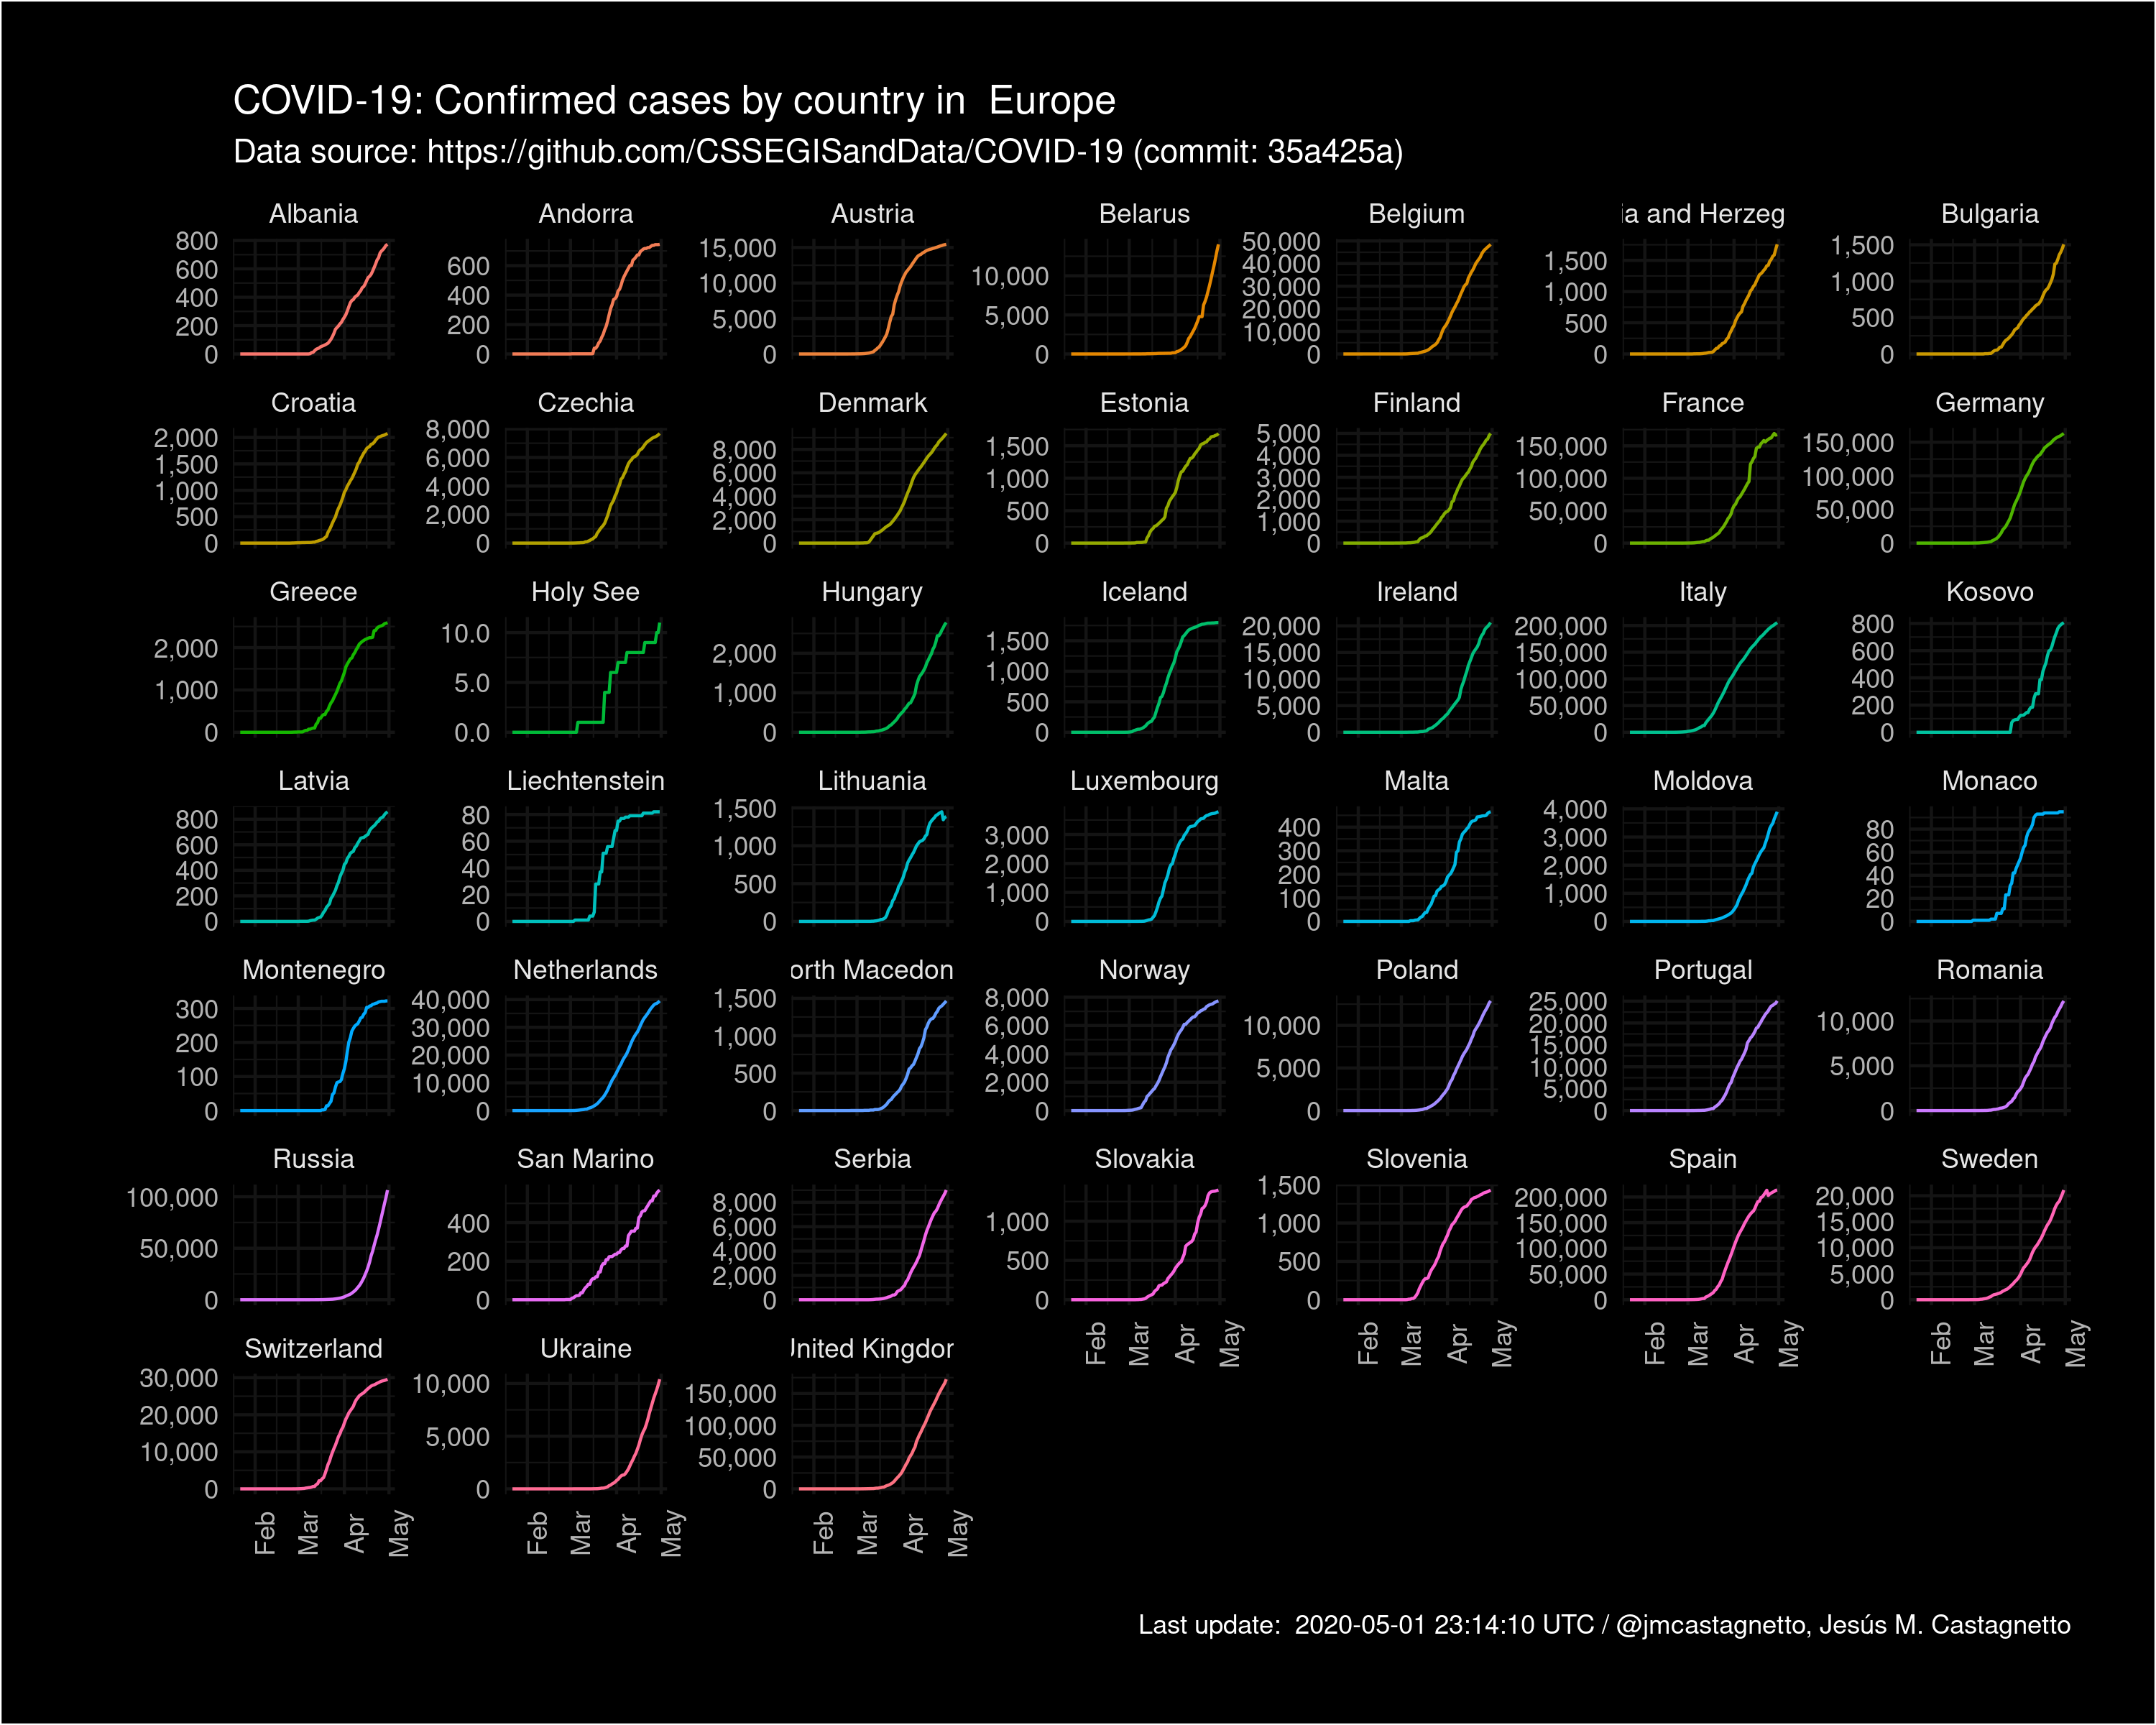 COVID-19: Confirmed cases by country in  Europe
Data source: https://github.com/CSSEGISandData/COVID-19 (commit: 35a425a)
Albania
800
600
400
200
0
Andorra
600
400
200
0
Austria
15,000
10,000
5,000
0
Belarus
10,000
5,000
0
Belgium
50,000
40,000
30,000
20,000
10,000
0
ia and Herzeg
1,500
1,000
500
0
Bulgaria
1,500
1,000
500
0
Croatia
2,000
1,500
1,000
500
0
Czechia
8,000
6,000
4,000
2,000
0
Denmark
8,000
6,000
4,000
2,000
0
Estonia
1,500
1,000
500
0
Finland
5,000
4,000
3,000
2,000
1,000
0
France
150,000
100,000
50,000
0
Germany
150,000
100,000
50,000
0
Greece
2,000
1,000
0
Holy See
10.0
5.0
0.0
Hungary
2,000
1,000
0
Iceland
1,500
1,000
500
0
Ireland
20,000
15,000
10,000
5,000
0
Italy
200,000
150,000
100,000
50,000
0
Kosovo
800
600
400
200
0
Latvia
800
600
400
200
0
Liechtenstein
80
60
40
20
0
Lithuania
1,500
1,000
500
0
Luxembourg
3,000
2,000
1,000
0
Malta
400
300
200
100
0
Moldova
4,000
3,000
2,000
1,000
0
Monaco
80
60
40
20
0
Montenegro
300
200
100
0
Netherlands
40,000
30,000
20,000
10,000
0
orth Macedon
1,500
1,000
500
0
Norway
8,000
6,000
4,000
2,000
0
Poland
10,000
5,000
0
Portugal
25,000
20,000
15,000
10,000
5,000
0
Romania
10,000
5,000
0
Russia
100,000
50,000
0
San Marino
400
200
0
Serbia
8,000
6,000
4,000
2,000
0
Slovakia
1,000
500
0
Feb
Mar
Apr
May
Slovenia
1,500
1,000
500
0
Feb
Mar
Apr
May
Spain
200,000
150,000
100,000
50,000
0
Feb
Mar
Apr
May
Sweden
20,000
15,000
10,000
5,000
0
Feb
Mar
Apr
May
Switzerland
30,000
20,000
10,000
0
Feb
Mar
Apr
May
Ukraine
10,000
5,000
0
Feb
Mar
Apr
May
United Kingdom
150,000
100,000
50,000
0
Feb
Mar
Apr
May
Last update:  2020-05-01 23:14:10 UTC / @jmcastagnetto, Jesús M. Castagnetto